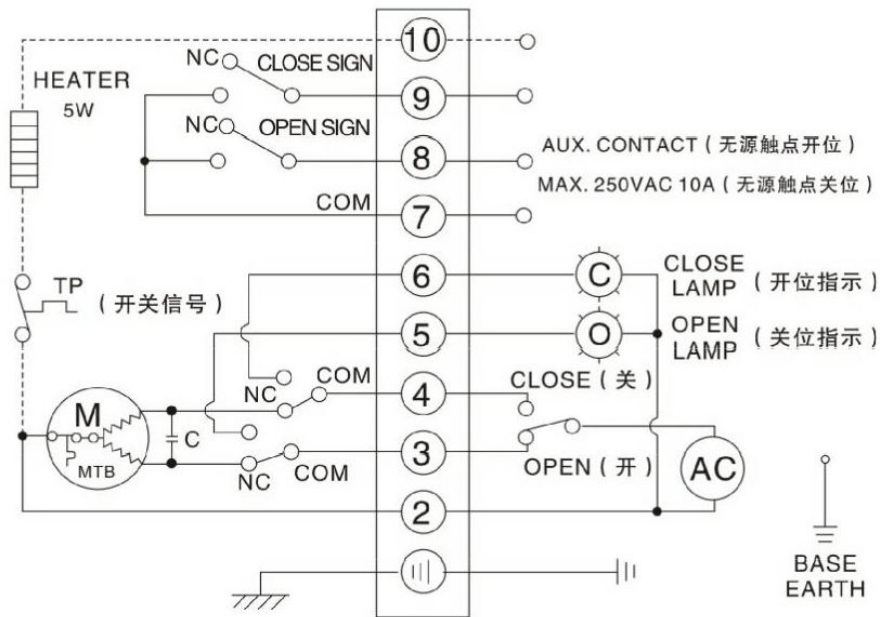 10
NC CLOSE SIGN
HEATER
5W
9
NC OPEN SIGN
8
AUX. CONTACT ( 无源触点开位 )
MAX. 250VAC 10A ( 无源触点关位 )
COM
7
6
C
CLOSE
LAMP ( 开位指示 )
TP ( 开关信号 )
5
O
OPEN
LAMP ( 关位指示 )
COM
4
CLOSE ( 关 )
NC
M
C
MTB
3
COM
NC
OPEN ( 开 )
AC
2
BASE
EARTH